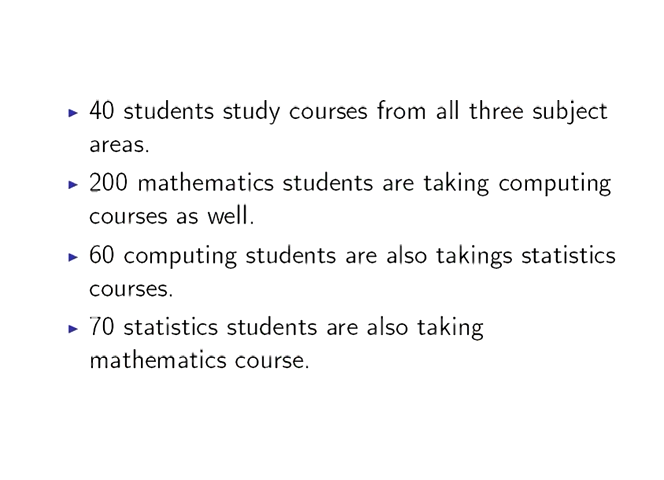 ▶ 40 students study courses from all three subject
areas.
▶ 200 mathematics students are taking computing
courses as well.
▶ 60 computing students are also takings statistics
courses.
▶ 70 statistics students are also taking
mathematics course.